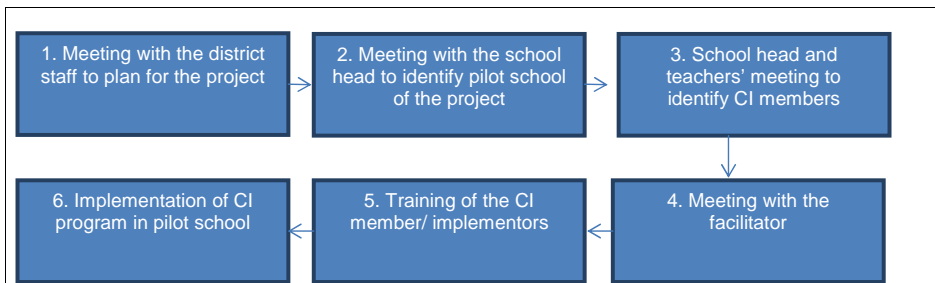 1. Meeting with the district
staff to plan for the project
2. Meeting with the school
head to identify pilot school
of the project
3. School head and
teachers’ meeting to
identify CI members
4. Meeting with the
facilitator
5. Training of the CI
member/ implementors
6. Implementation of CI
program in pilot school